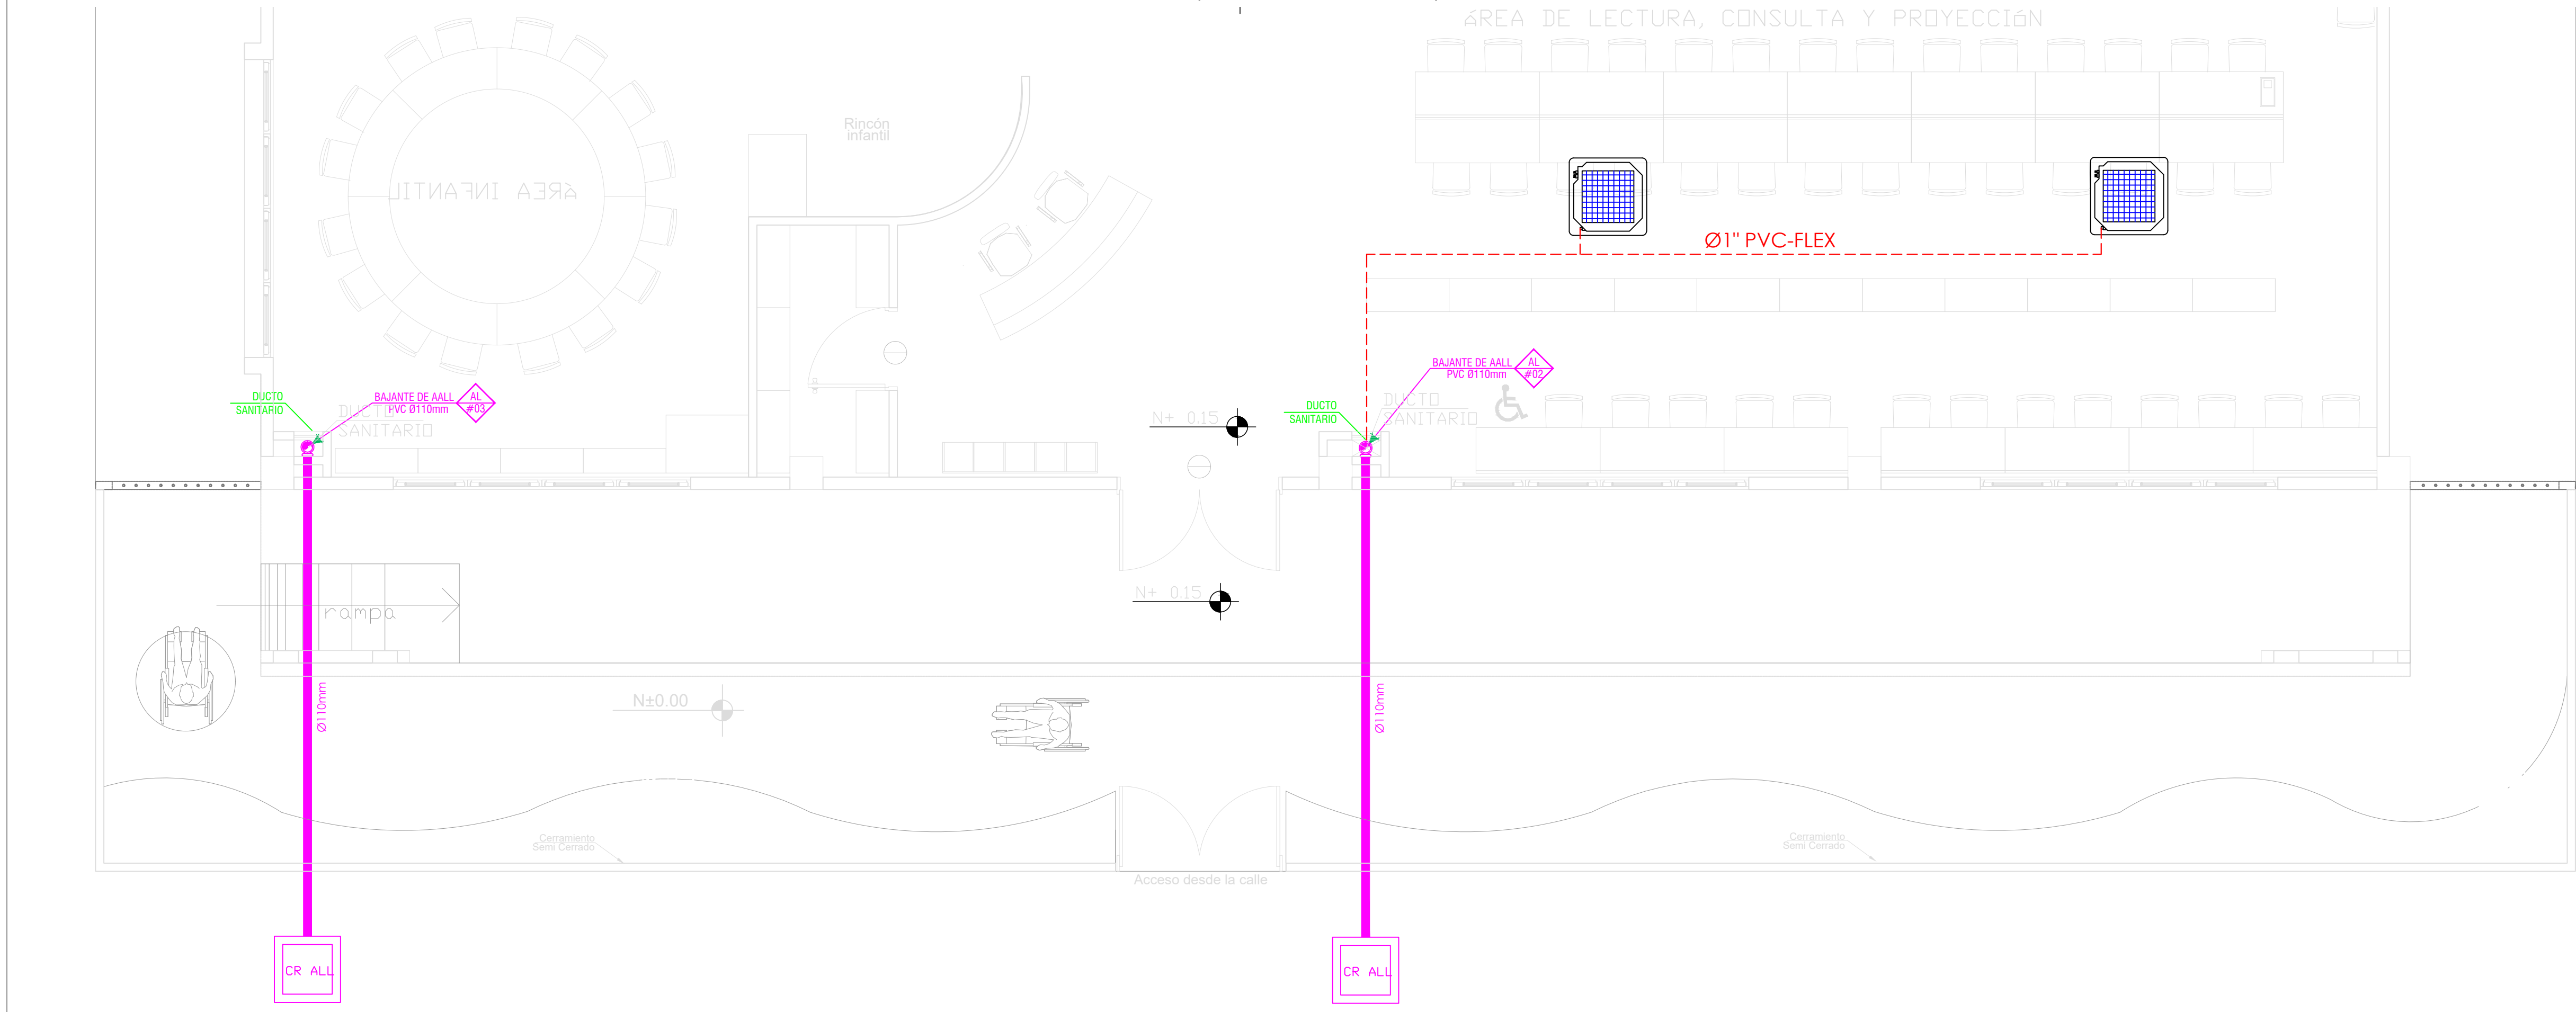 ÁREA DE LECTURA, CONSULTA Y PROYECCIóN
Rincón
infantil
ÁREA INFANTIL
Ø1" PVC-FLEX
BAJANTE DE AALL
PVC Ø110mm
AL
#02
DUCTO
SANITARIO
DUCTO
SANITARIO
BAJANTE DE AALL
PVC Ø110mm
AL
#03
DUCTO
SANITARIO
DUCTO
SANITARIO
N+ 0.15
N+ 0.15
rampa
N±0.00
Ø110mm
Ø110mm
Cerramiento
Semi Cerrado
Cerramiento
Semi Cerrado
Acceso desde la calle
CR ALL
CR ALL